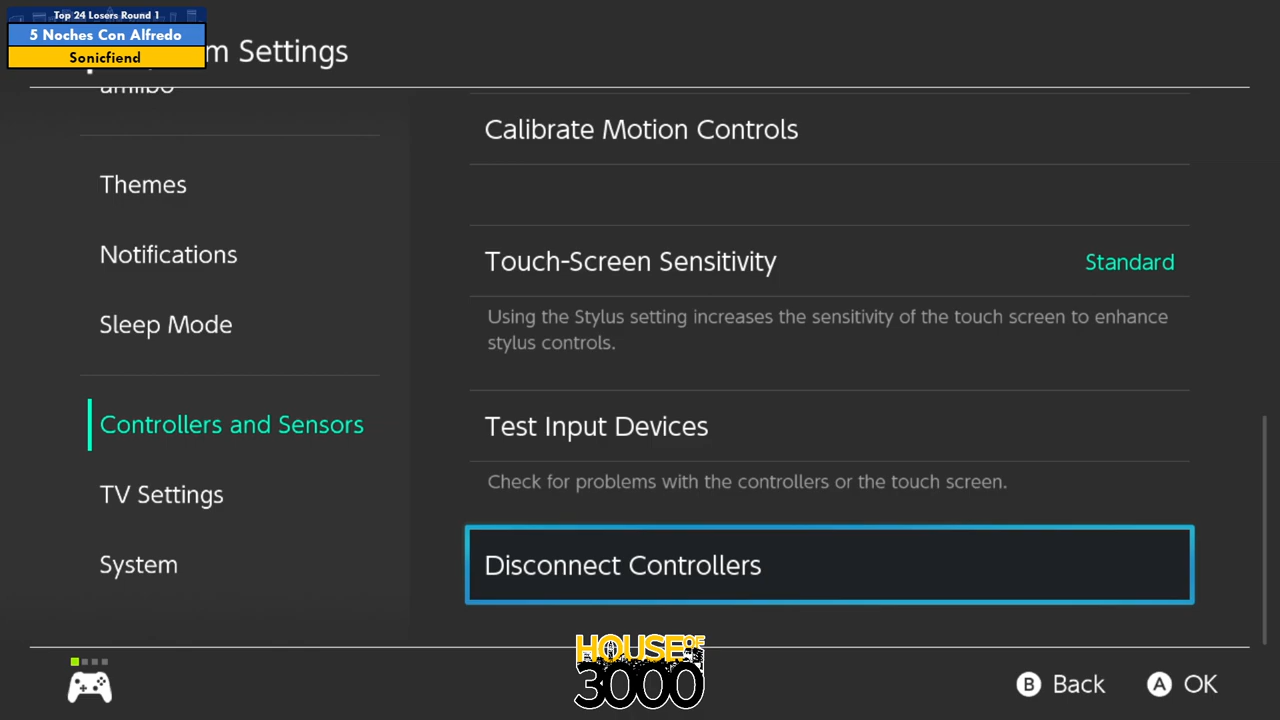 Top 24 Losers Round 1
5 Noches Con Alfredo
Sonicfiend
m Settings
amiibo
Themes
Notifications
Sleep Mode
Controllers and Sensors
TV Settings
System
Calibrate Motion Controls
Touch-Screen Sensitivity Standard
Using the Stylus setting increases the sensitivity of the touch screen to enhance
stylus controls.
Test Input Devices
Check for problems with the controllers or the touch screen.
Disconnect Controllers
HOUSE OF
3000
B Back A OK